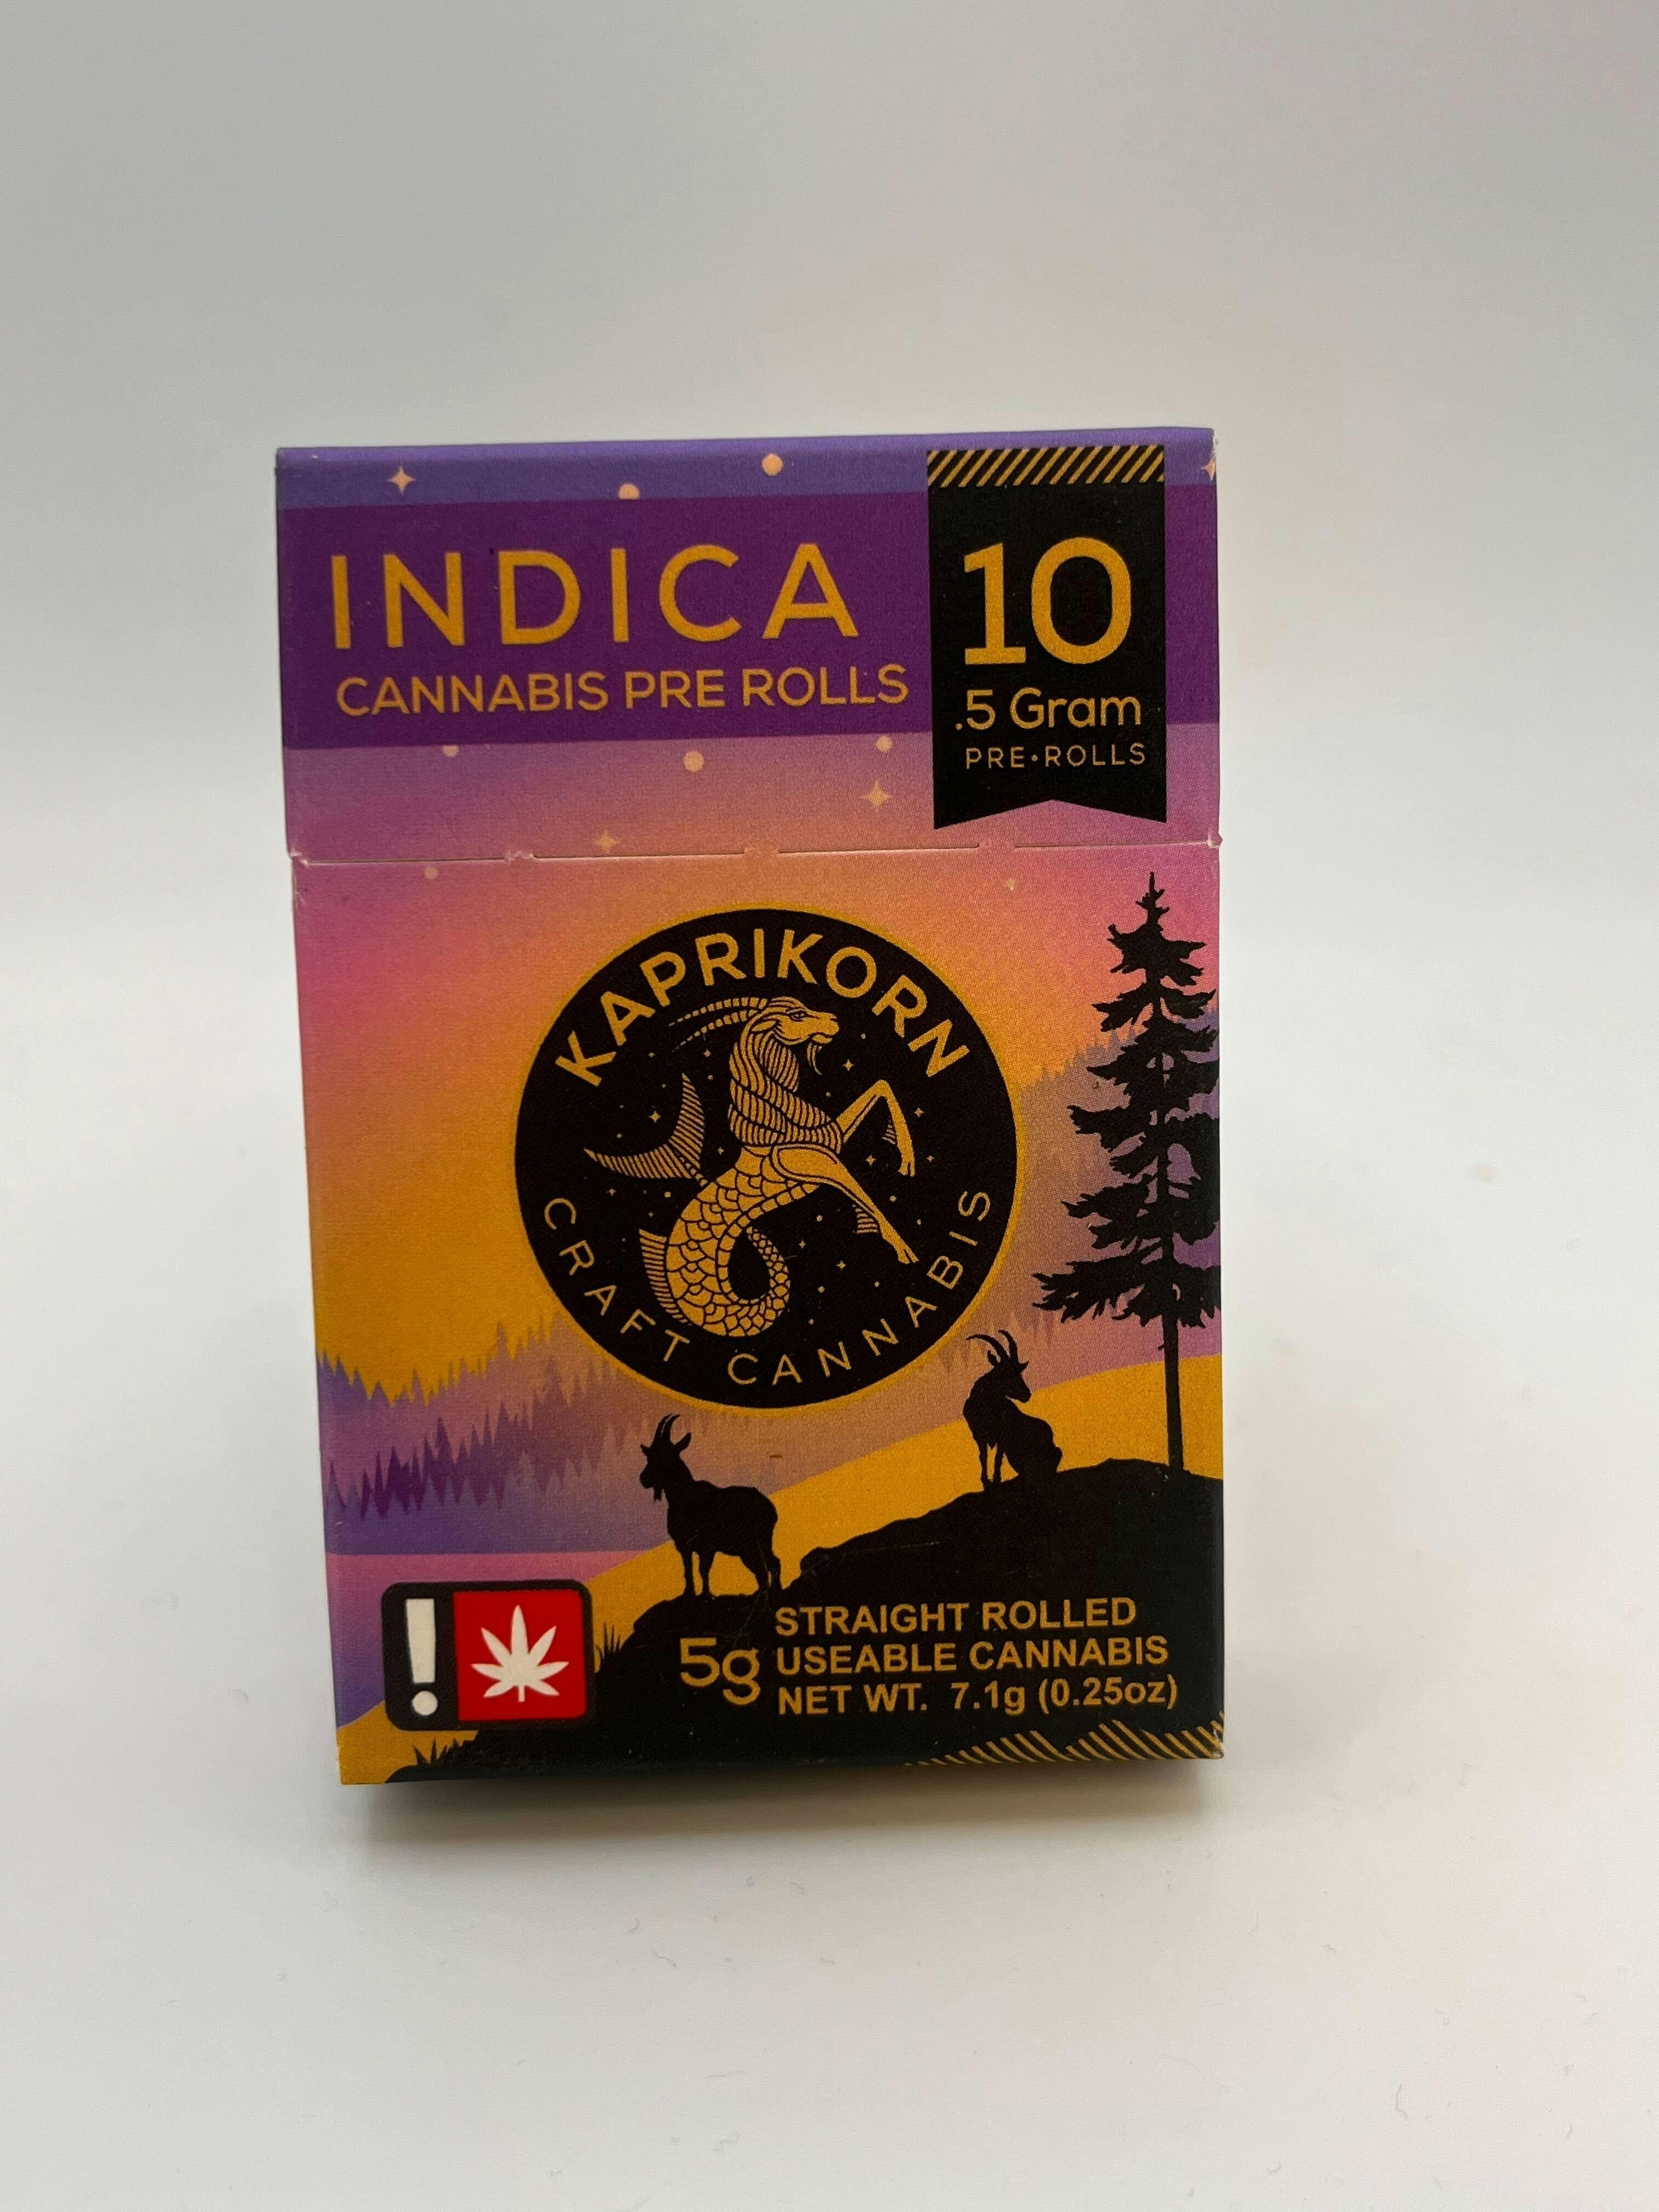 INDICA
CANNABIS PRE ROLLS
10
.5 Gram
PRE•ROLLS
KAPRIKORN
CRAFT CANNABIS
5g
STRAIGHT ROLLED
USEABLE CANNABIS
NET WT. 7.1g (0.25oz)
!